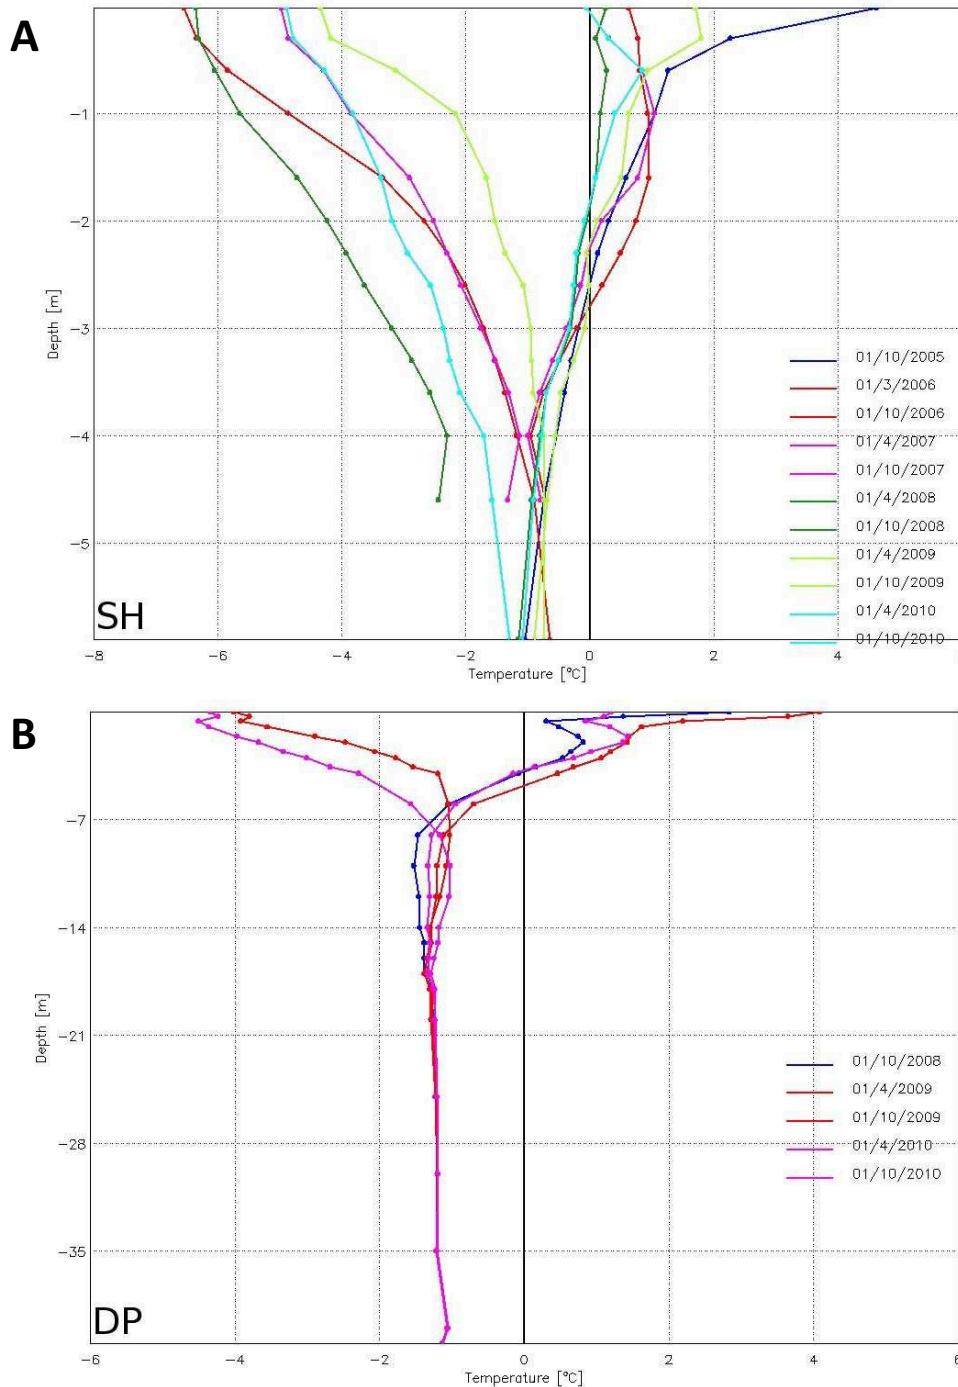 A
-1
-2
-3
-4
-5
Depth [m]
01/10/2005
01/3/2006
01/10/2006
01/4/2007
01/10/2007
01/4/2008
01/10/2008
01/4/2009
01/10/2009
01/4/2010
01/10/2010
SH
-8 -6 -4 -2 0 2 4
Temperature [°C]
B
-7
-14
-21
-28
-35
Depth [m]
01/10/2008
01/4/2009
01/10/2009
01/4/2010
01/10/2010
DP
-6 -4 -2 0 2 4 6
Temperature [°C]